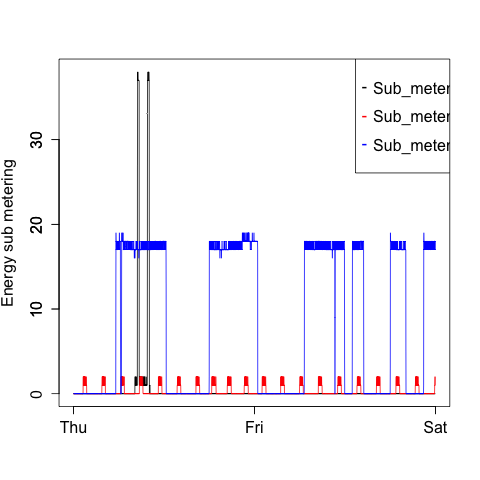 Sub_meter
Sub_meter
Sub_meter
Energy sub metering
30
20
10
0
Thu
Fri
Sat